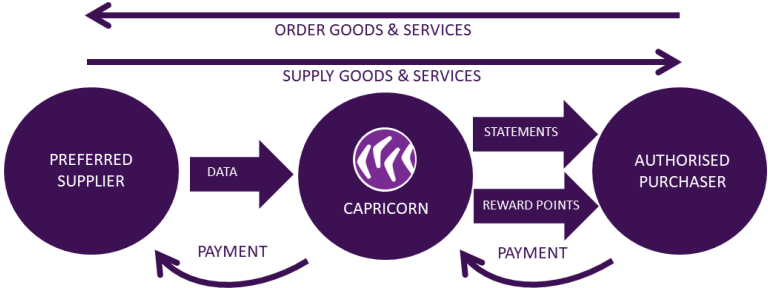 ORDER GOODS & SERVICES
SUPPLY GOODS & SERVICES
PREFERRED
SUPPLIER
DATA
CAPRICORN
STATEMENTS
REWARD POINTS
AUTHORISED
PURCHASER
PAYMENT
PAYMENT